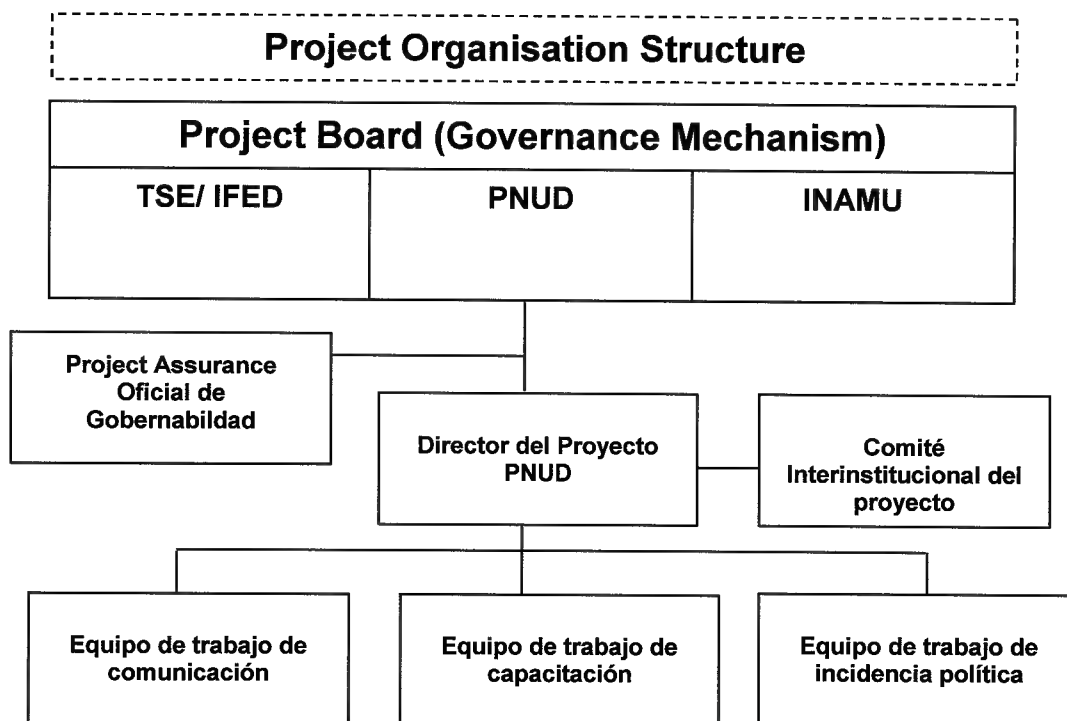 Project Organisation Structure
Project Board (Governance Mechanism)
TSE/ IFED
PNUD
INAMU
Project Assurance
Oficial de
Gobernabildad
Director del Proyecto
PNUD
Comité
Interinstitucional del
proyecto
Equipo de trabajo de
comunicación
Equipo de trabajo de
capacitación
Equipo de trabajo de
incidencia política